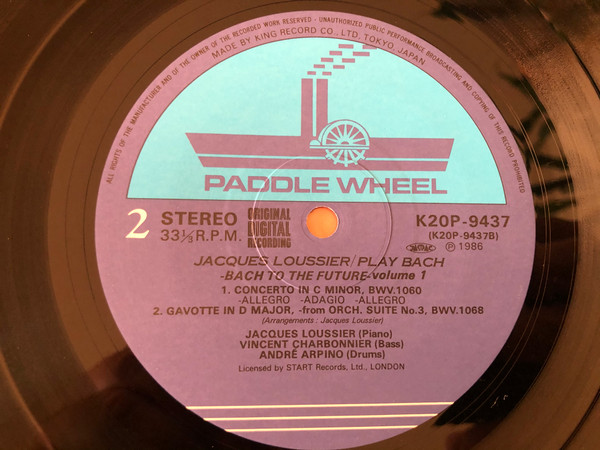 ALL RIGHTS OF THE MANUFACTURER AND OF THE OWNER OF THE RECORDED WORK RESERVED - UNAUTHORIZED PUBLIC PERFORMANCE BROADCASTING AND COPYING OF THIS RECORD PROHIBITED
MADE BY KING RECORD CO., LTD, TOKYO, JAPAN
PADDLE WHEEL
2 STEREO
33⅓ R.P.M.
ORIGINAL
DIGITAL
RECORDING
K20P-9437
(K20P-9437B)
Ⓟ 1986
JACQUES LOUSSIER/PLAY BACH
-BACH TO THE FUTURE-volume 1
1. CONCERTO IN C MINOR, BWV.1060
-ALLEGRO -ADAGIO -ALLEGRO
2. GAVOTTE IN D MAJOR, -from ORCH. SUITE No.3, BWV.1068
(Arrangements : Jacques Loussier)
JACQUES LOUSSIER (Piano)
VINCENT CHARBONNIER (Bass)
ANDRÉ ARPINO (Drums)
Licensed by START Records, Ltd., LONDON